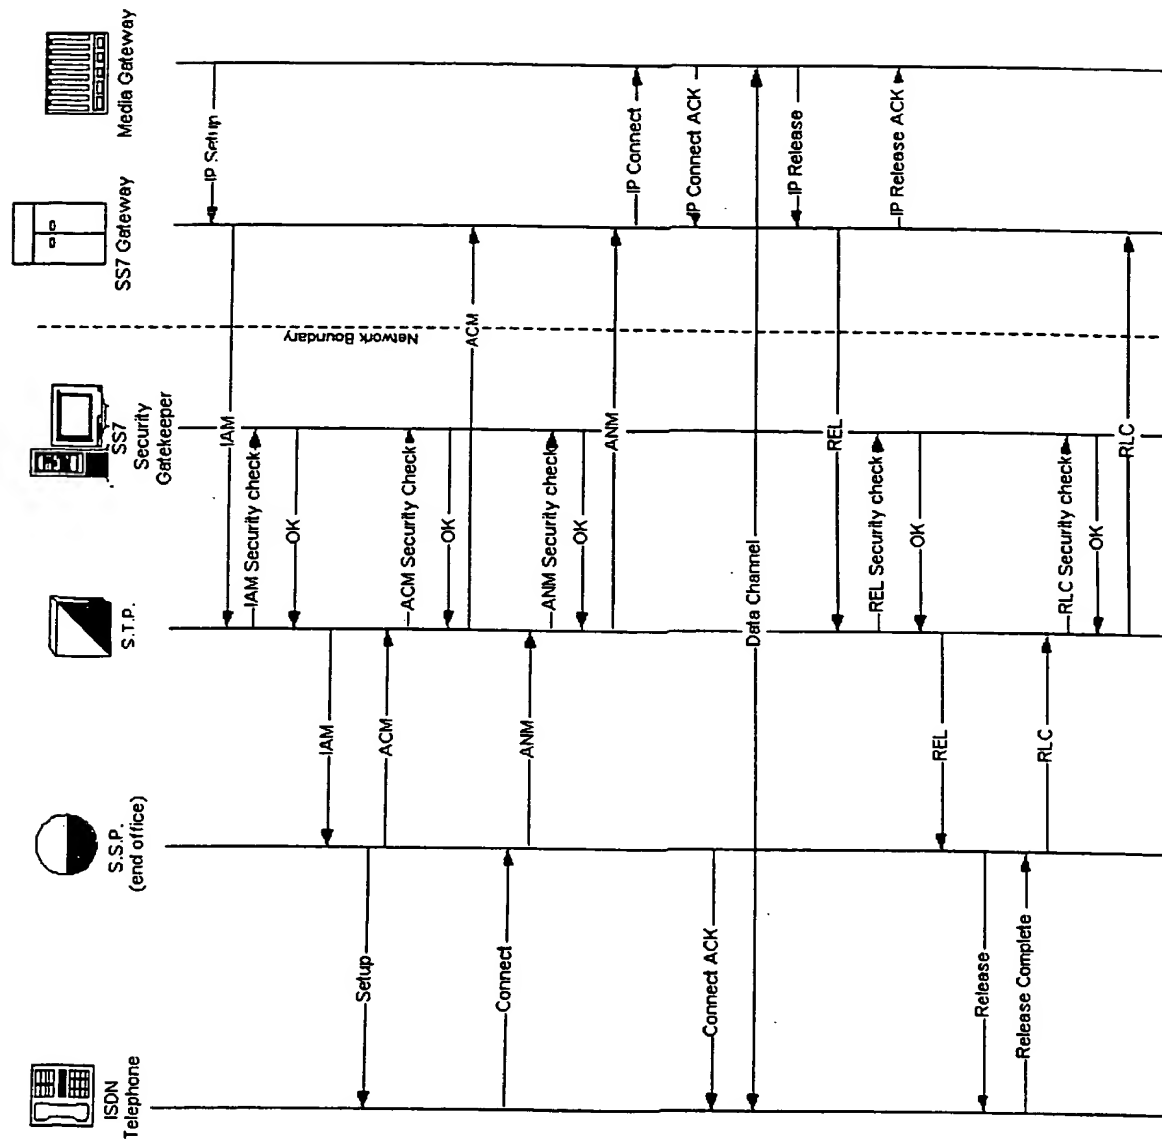 ISDN
Telephone
S.S.P.
(end office)
S.T.P.
SS7
Security
Gatekeeper
SS7 Gateway
Media Gateway
Network Boundary
IP Setup
IAM
IAM Security check
OK
IAM
Setup
ACM
ACM Security Check
OK
ACM
Connect
ANM
ANM Security check
OK
ANM
IP Connect
IP Connect ACK
Connect ACK
Data Channel
IP Release
REL
REL Security check
OK
REL
IP Release ACK
Release
Release Complete
RLC
RLC Security check
OK
RLC